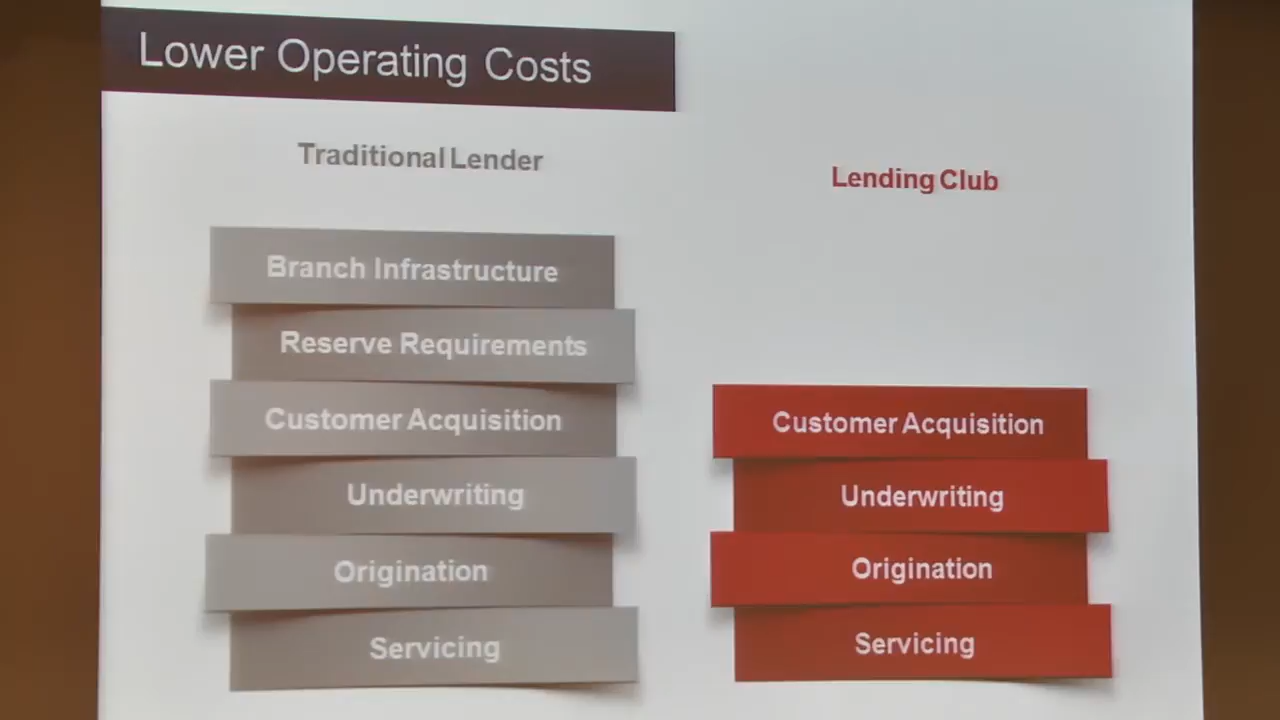 Lower Operating Costs
Traditional Lender
Branch Infrastructure
Reserve Requirements
Customer Acquisition
Underwriting
Origination
Servicing
Lending Club
Customer Acquisition
Underwriting
Origination
Servicing